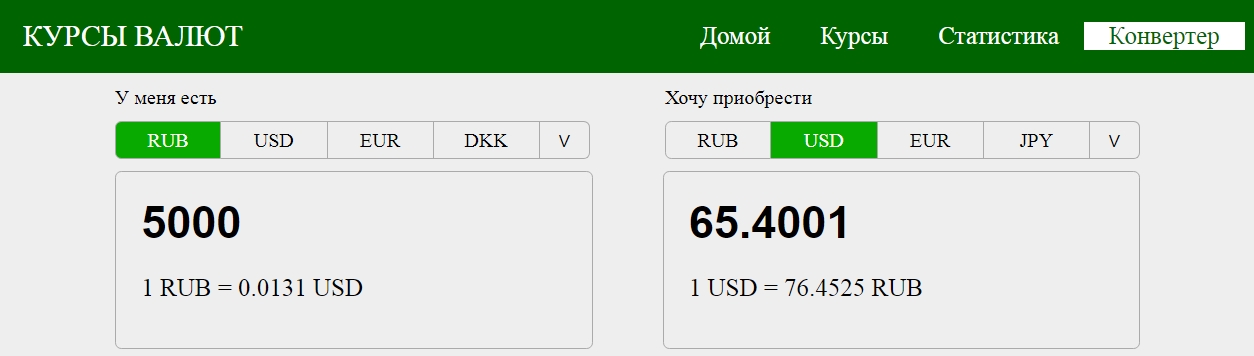 КУРСЫ ВАЛЮТ Домой Курсы Статистика Конвертер
У меня есть
RUB USD EUR DKK V
5000
1 RUB = 0.0131 USD
Хочу приобрести
RUB USD EUR JPY V
65.4001
1 USD = 76.4525 RUB